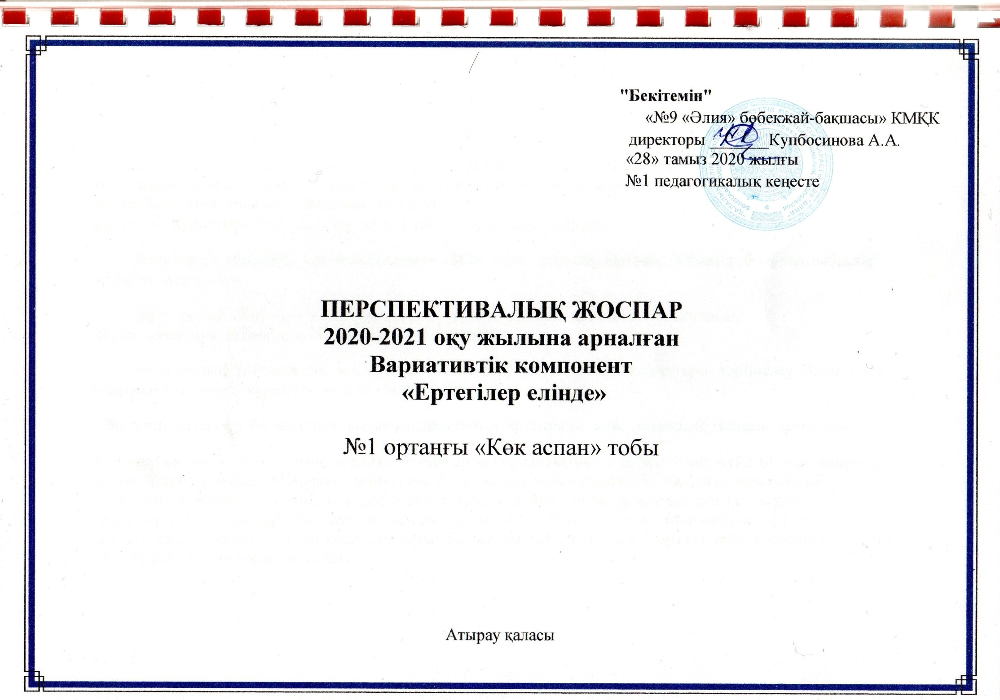 "Бекітемін"
«№9 «Әлия» бөбекжай-бақшасы» КМҚК
директоры _______Купбосинова А.А.
«28» тамыз 2020 жылғы
№1 педагогикалық кеңесте
ПЕРСПЕКТИВАЛЫҚ ЖОСПАР
2020-2021 оқу жылына арналған
Вариативтік компонент
«Ертегілер елінде»
№1 ортаңғы «Көк аспан» тобы
Атырау қаласы